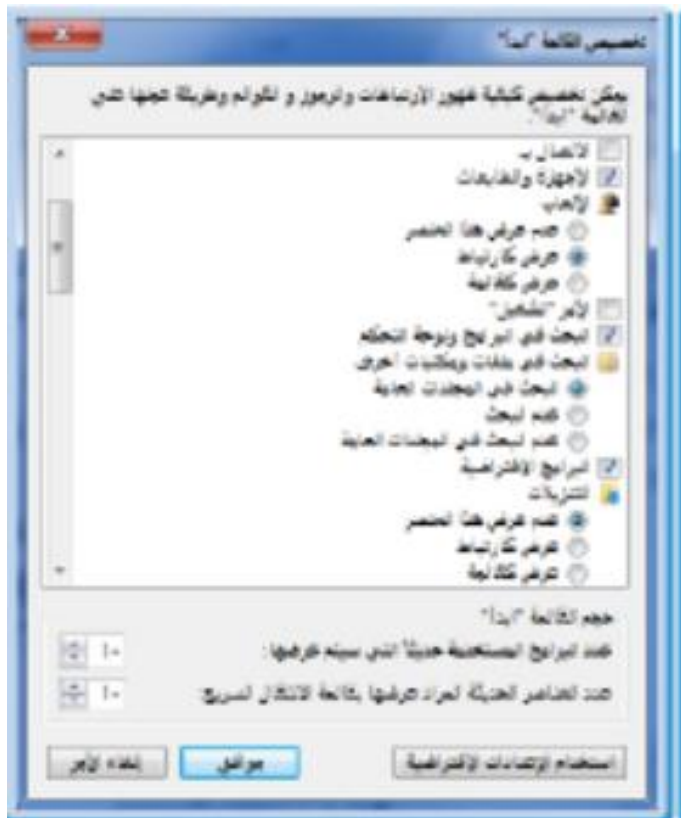 تخصيص القائمة "ابدأ"
يمكن تخصيص كيفية ظهور الارتباطات والرموز و القوائم وطريقة عملها على
القائمة "ابدأ".
الاتصال بـ
الأجهزة والطابعات
الألعاب
عدم عرض هذا العنصر
عرض كارتباط
عرض كقائمة
الأمر "تشغيل"
البحث في البرامج ولوحة التحكم
البحث في ملفات ومكتبات أخرى
البحث في المجلدات العامة
عدم البحث
عدم البحث في المجلدات العامة
البرامج الافتراضية
التنزيلات
عدم عرض هذا العنصر
عرض كارتباط
عرض كقائمة
حجم القائمة "ابدأ"
عدد البرامج المستخدمة حديثاً التي سيتم عرضها: ١٠
عدد العناصر الحديثة المراد عرضها بقائمة الانتقال السريع: ١٠
استخدام الإعدادات الافتراضية
موافق
إلغاء الأمر